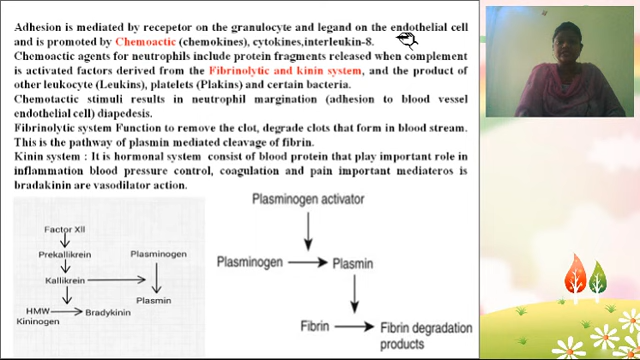 Adhesion is mediated by recepetor on the granulocyte and legand on the endothelial cell
and is promoted by Chemoactic (chemokines), cytokines,interleukin-8.
Chemoactic agents for neutrophils include protein fragments released when complement
is activated factors derived from the Fibrinolytic and kinin system, and the product of
other leukocyte (Leukins), platelets (Plakins) and certain bacteria.
Chemotactic stimuli results in neutrophil margination (adhesion to blood vessel
endothelial cell) diapedesis.
Fibrinolytic system Function to remove the clot, degrade clots that form in blood stream.
This is the pathway of plasmin mediated cleavage of fibrin.
Kinin system : It is hormonal system consist of blood protein that play important role in
inflammation blood pressure control, coagulation and pain important mediateros is
bradakinin are vasodilator action.
Factor XII
Prekallikrein
Plasminogen
Kallikrein
Plasmin
HMW
Kininogen
Bradykinin
Plasminogen activator
Plasminogen
Plasmin
Fibrin
Fibrin degradation
products